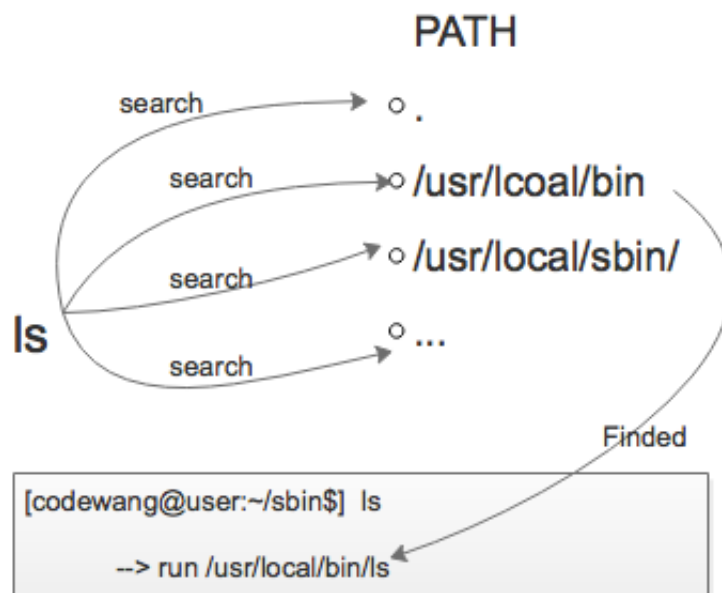 PATH
search
.
search
/usr/lcoal/bin
search
/usr/local/sbin/
ls
search
...
Finded
[codewang@user:~/sbin$] ls
--> run /usr/local/bin/ls